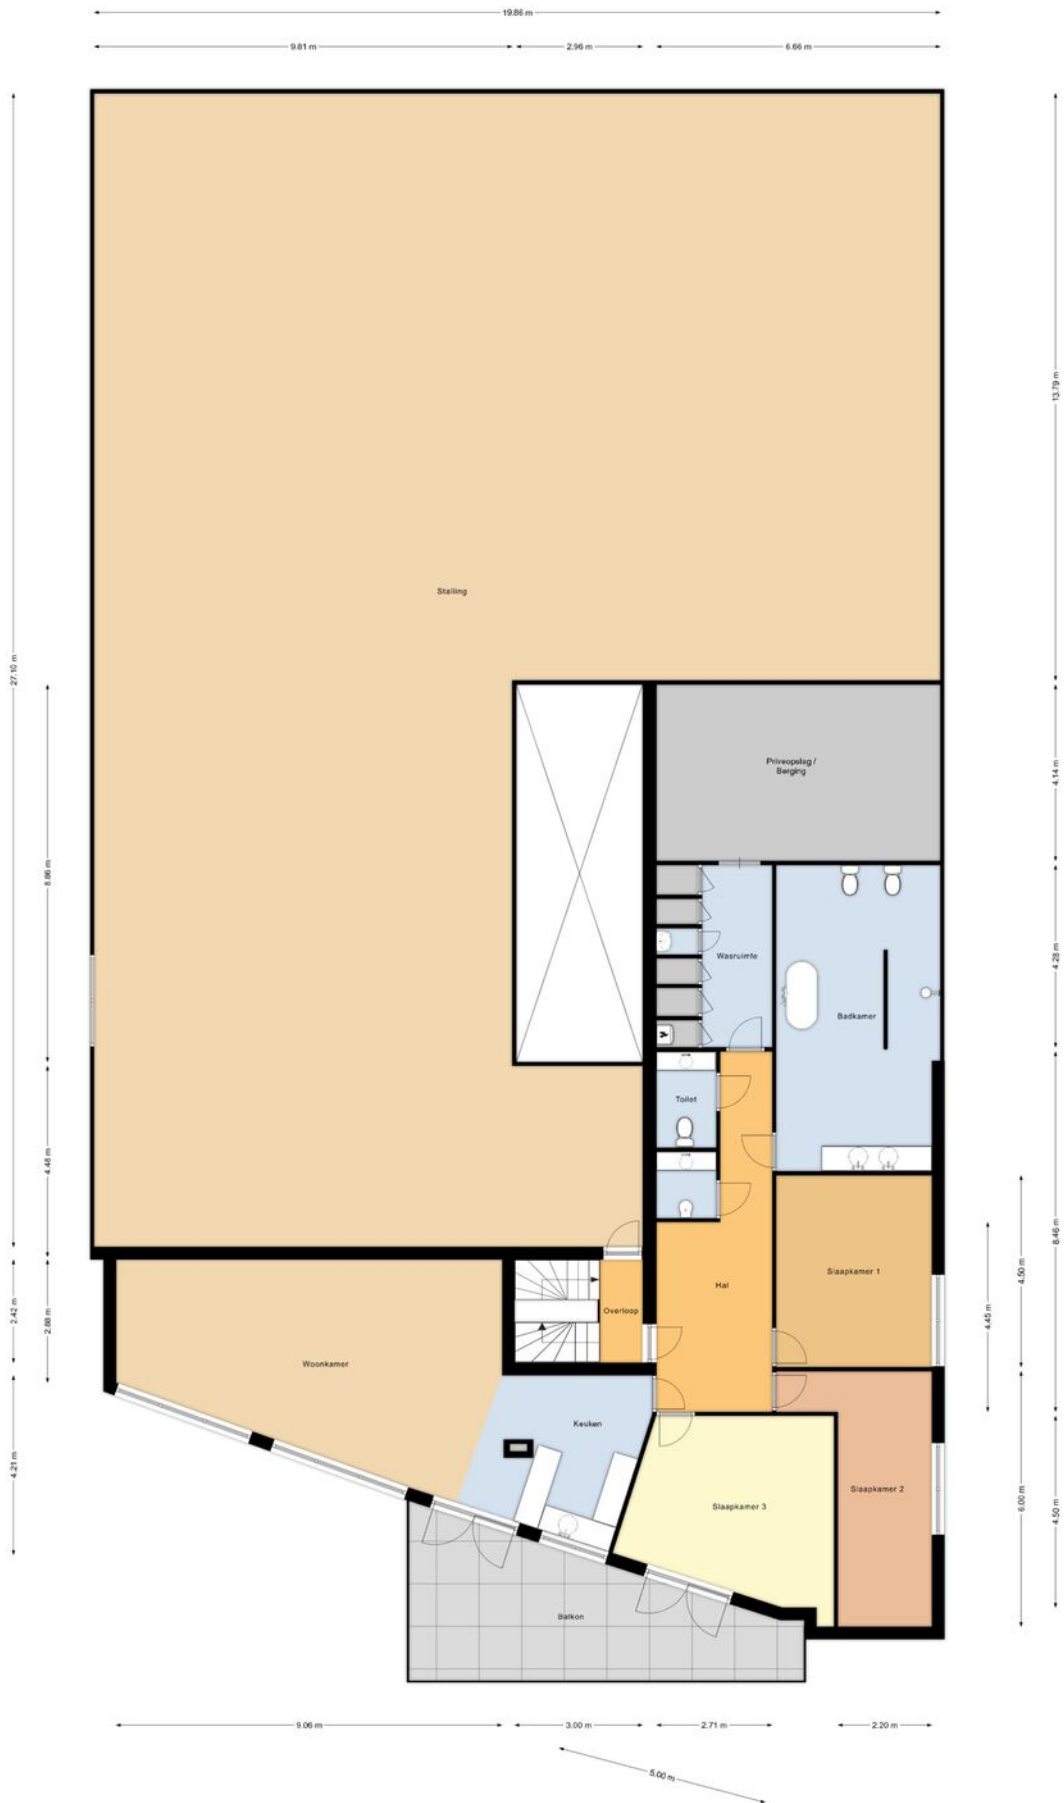 19.86 m
9.81 m
2.96 m
6.66 m
27.10 m
13.79 m
Stalling
8.86 m
4.14 m
Priveopslag /
Berging
4.28 m
Wasruimte
Badkamer
4.48 m
Toilet
8.46 m
4.50 m
4.45 m
Slaapkamer 1
Hal
Overloop
2.42 m
2.88 m
Woonkamer
Keuken
4.21 m
Slaapkamer 2
Slaapkamer 3
6.00 m
4.50 m
Balkon
9.06 m
3.00 m
2.71 m
2.20 m
5.00 m